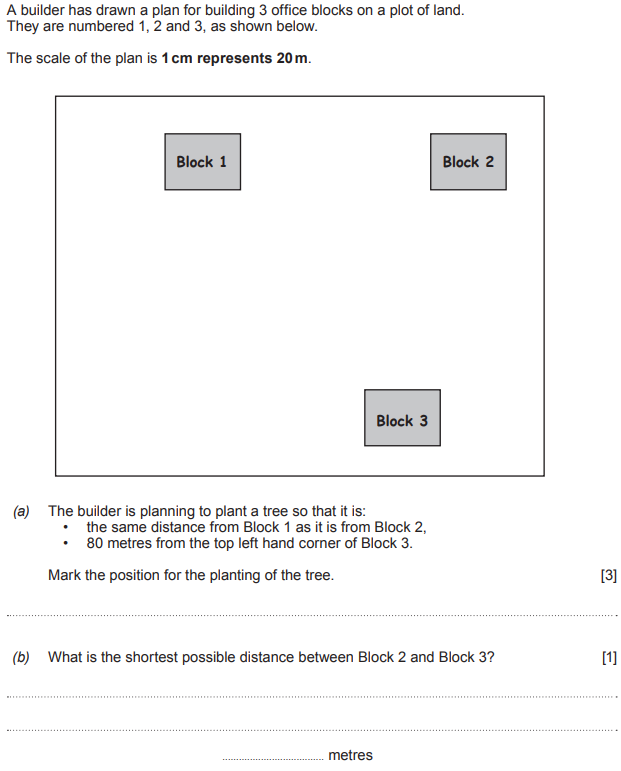 A builder has drawn a plan for building 3 office blocks on a plot of land.
They are numbered 1, 2 and 3, as shown below.
The scale of the plan is 1 cm represents 20 m.
Block 1
Block 2
Block 3
(a) The builder is planning to plant a tree so that it is:
• the same distance from Block 1 as it is from Block 2,
• 80 metres from the top left hand corner of Block 3.
Mark the position for the planting of the tree. [3]
(b) What is the shortest possible distance between Block 2 and Block 3? [1]
metres